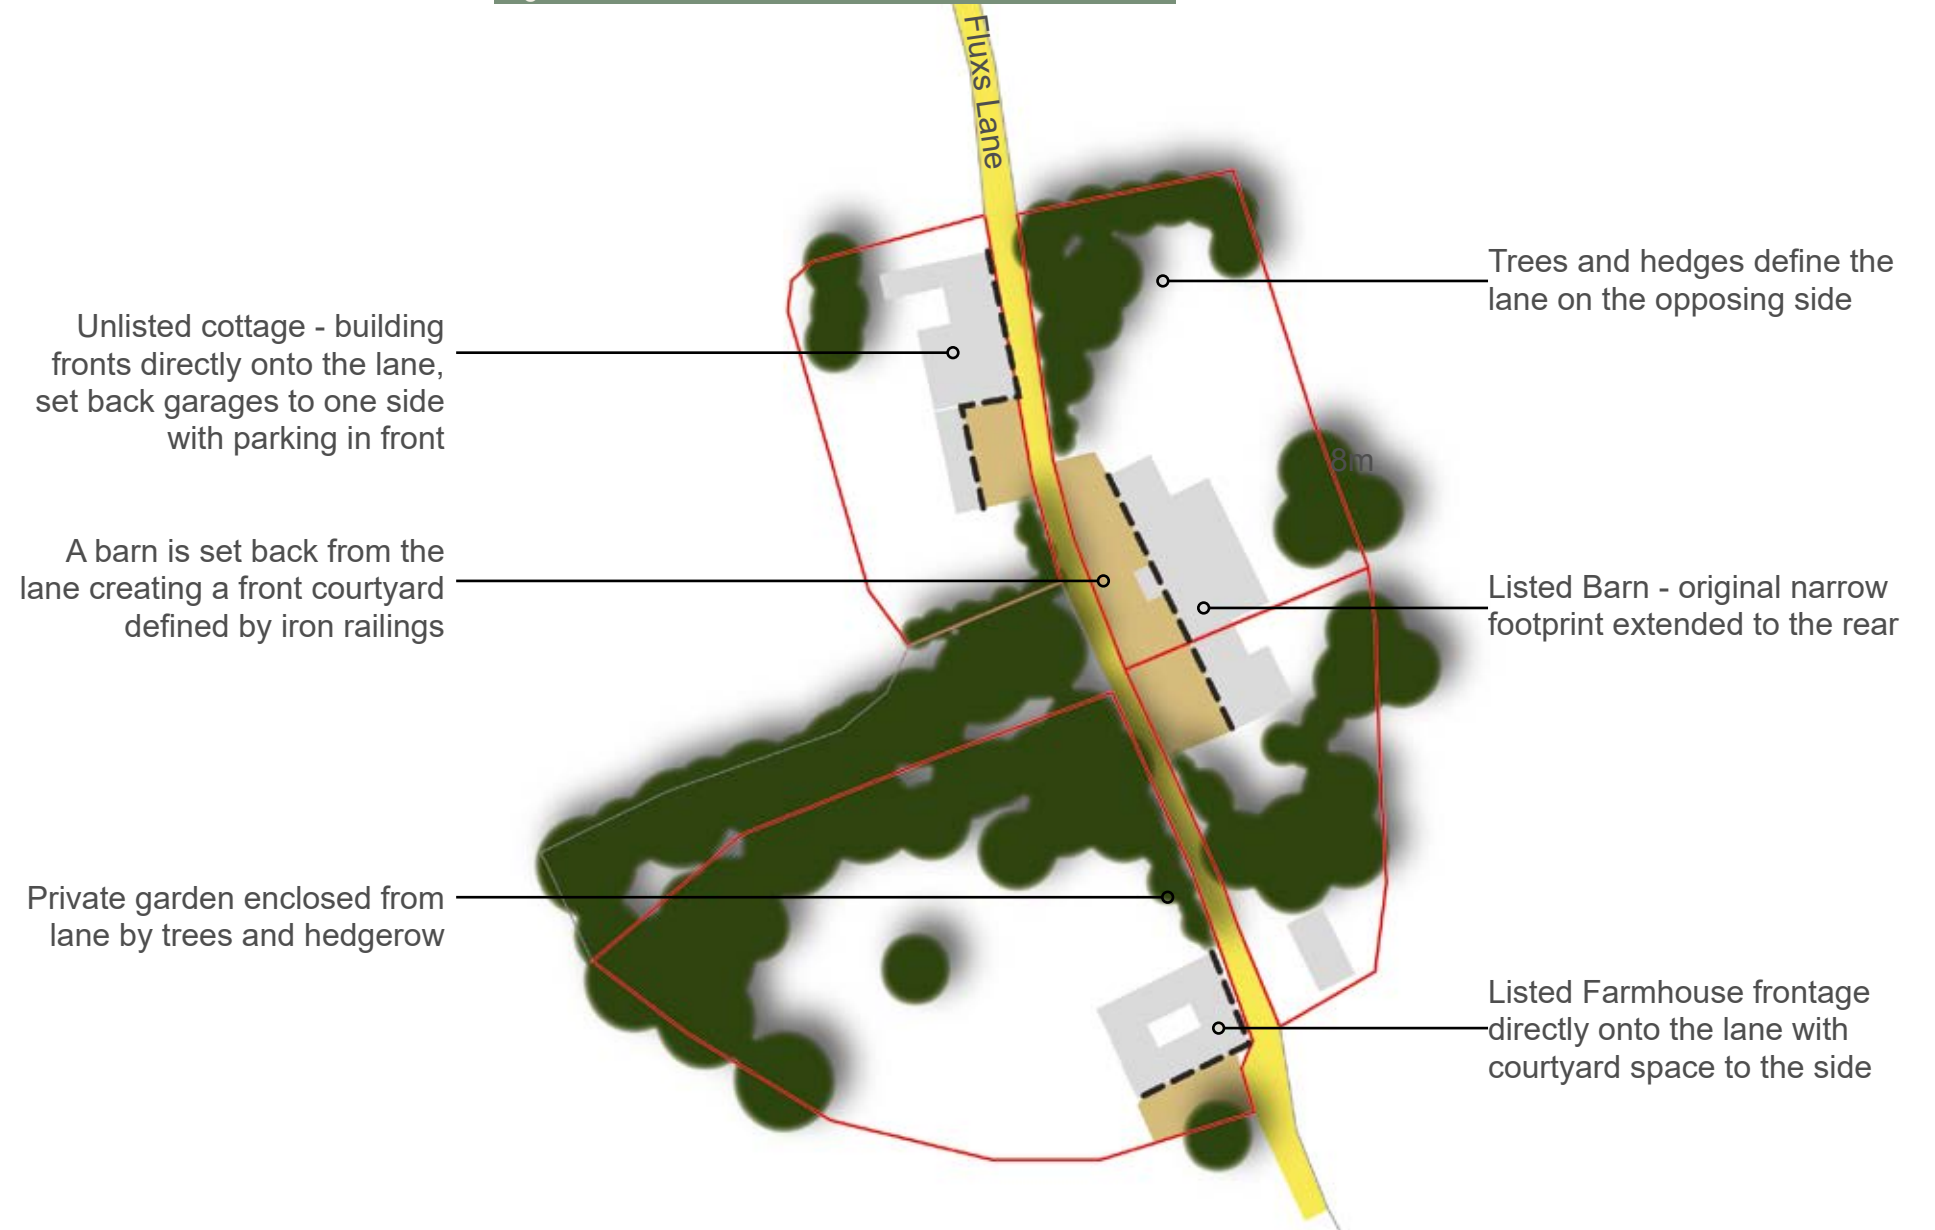 Fluxs Lane
Trees and hedges define the
lane on the opposing side
Unlisted cottage - building
fronts directly onto the lane,
set back garages to one side
with parking in front
8m
A barn is set back from the
lane creating a front courtyard
defined by iron railings
Listed Barn - original narrow
footprint extended to the rear
Private garden enclosed from
lane by trees and hedgerow
Listed Farmhouse frontage
directly onto the lane with
courtyard space to the side